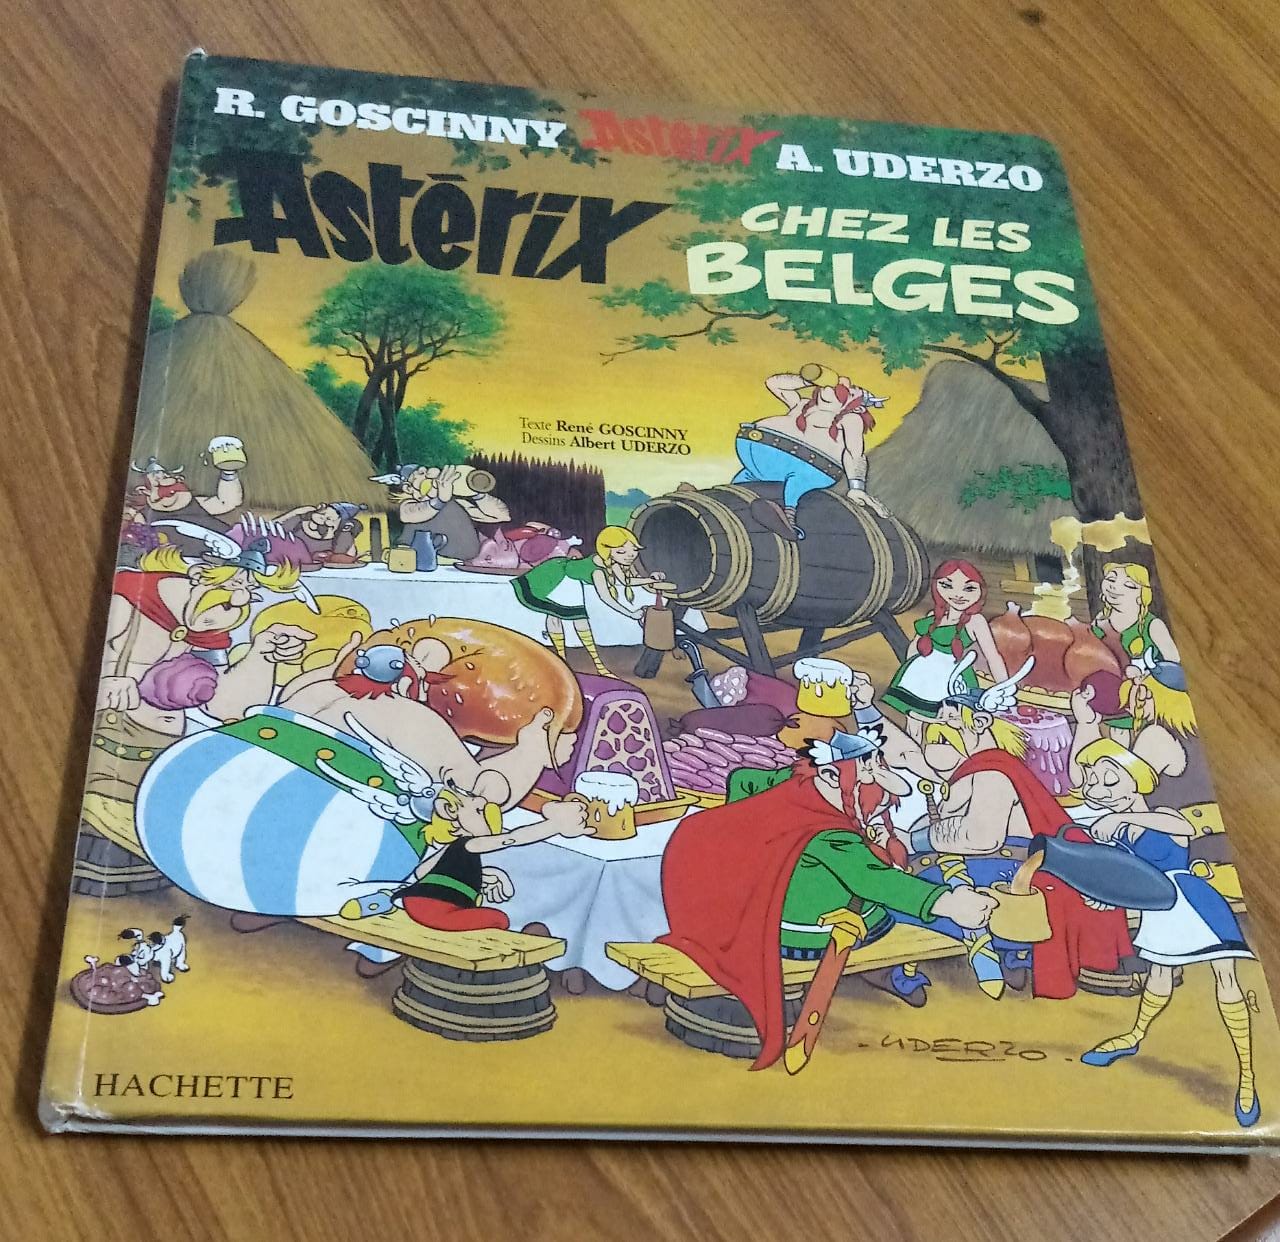 R. GOSCINNY Astérix A. UDERZO
Astérix CHEZ LES
BELGES
Texte René GOSCINNY
Dessins Albert UDERZO
UDERZO
HACHETTE